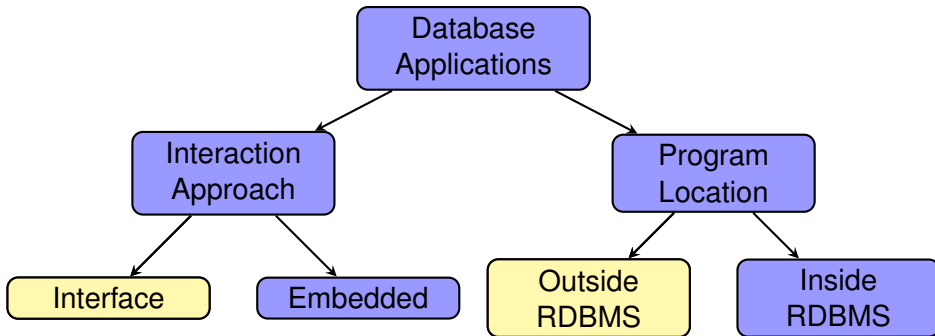 Database
Applications
Interaction
Approach
Program
Location
Interface
Embedded
Outside
RDBMS
Inside
RDBMS